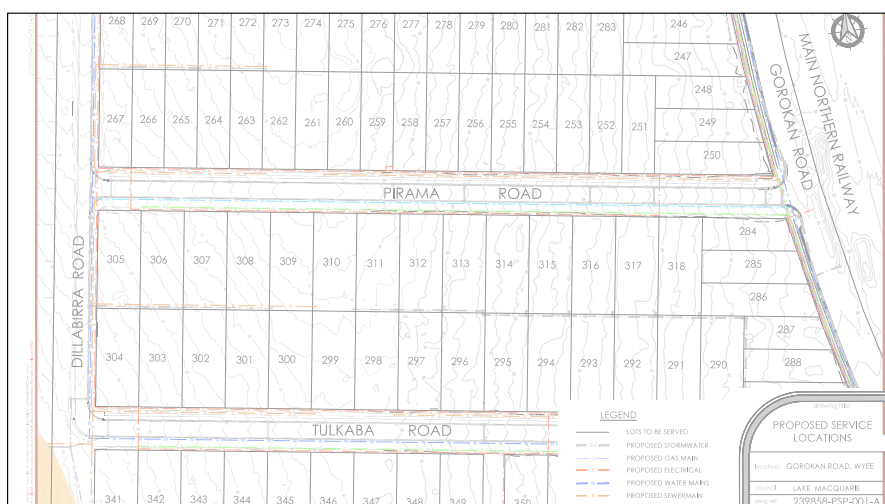 268 269 270 271 272 273 274 275 276 277 278 279 280 281 282 283 246
247
248
267 266 265 264 263 262 261 260 259 258 257 256 255 254 253 252 251 249
250
MAIN NORTHERN RAILWAY
GOROKAN ROAD
PIRAMA ROAD
DILLABIRRA ROAD
284
305 306 307 308 309 310 311 312 313 314 315 316 317 318 285
286
287
304 303 302 301 300 299 298 297 296 295 294 293 292 291 290 288
TULKABA ROAD
341 342 343 344 345 346 347 348 349 350
LEGEND
LOTS TO BE SERVED
PROPOSED STORMWATER
PROPOSED GAS MAIN
PROPOSED ELECTRICAL
PROPOSED WATER MAINS
PROPOSED SEWERMAIN
drawing title:
PROPOSED SERVICE
LOCATIONS
location: GOROKAN ROAD, WYEE
council: LAKE MACQUARIE
dwg ref: 239858-PSP-001-A